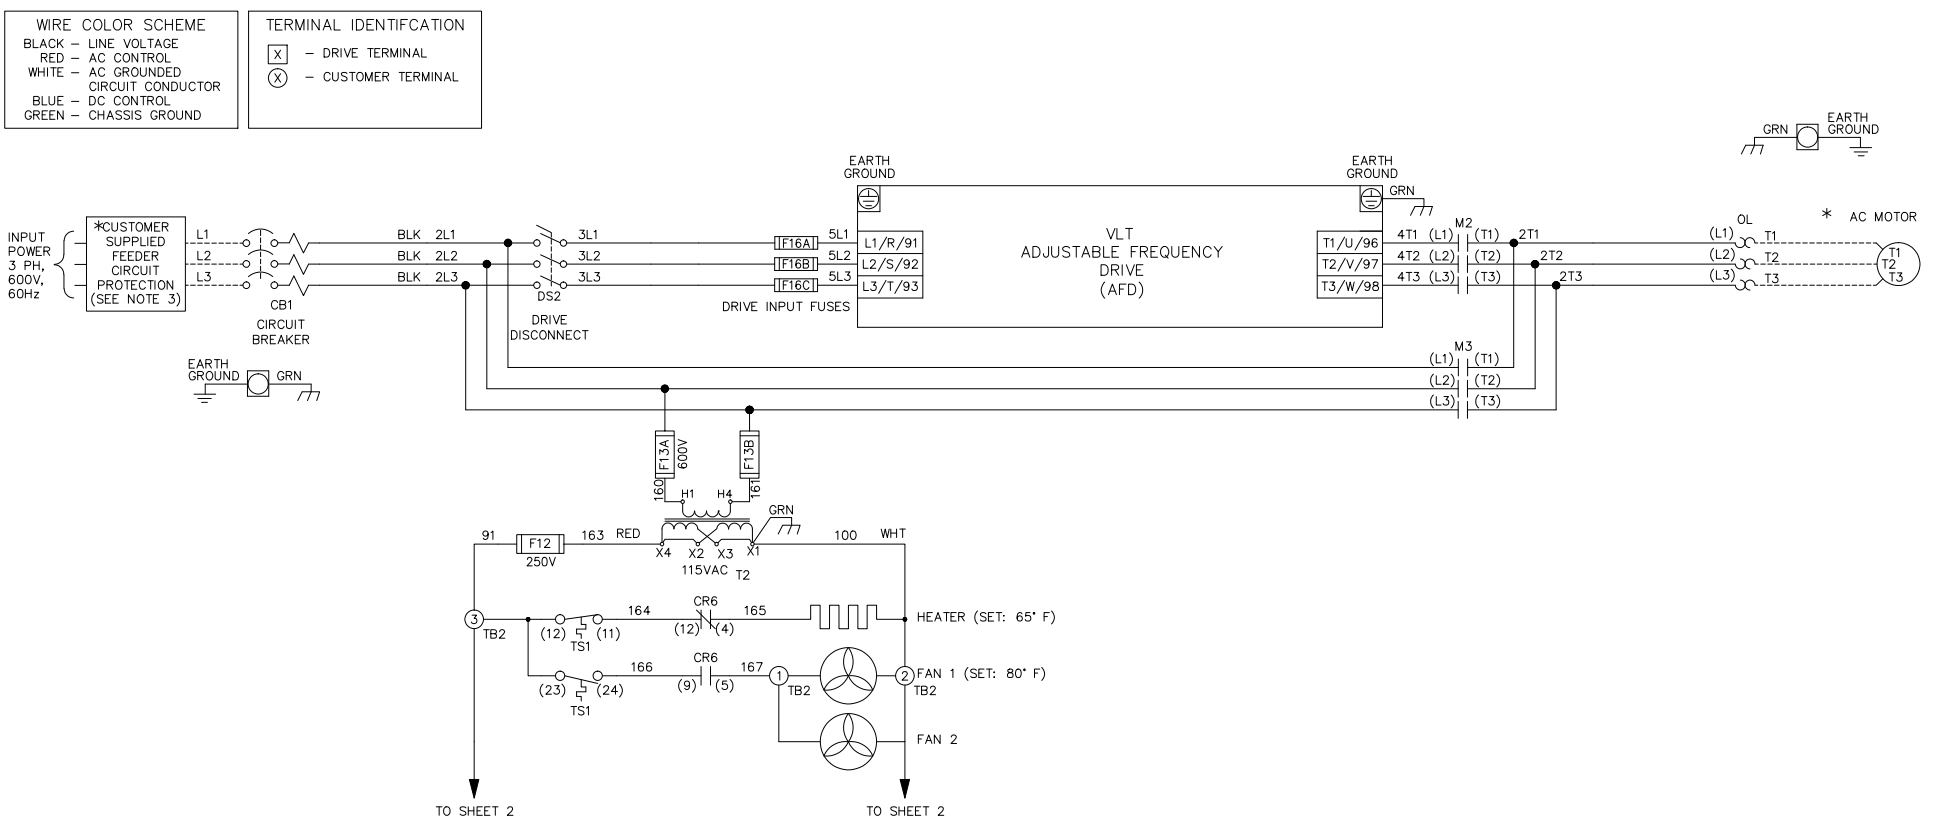 WIRE COLOR SCHEME
BLACK – LINE VOLTAGE
RED – AC CONTROL
WHITE – AC GROUNDED
CIRCUIT CONDUCTOR
BLUE – DC CONTROL
GREEN – CHASSIS GROUND
TERMINAL IDENTIFCATION
X – DRIVE TERMINAL
X – CUSTOMER TERMINAL
GRN
EARTH
GROUND
INPUT
POWER
3 PH,
600V,
60Hz
*CUSTOMER
SUPPLIED
FEEDER
CIRCUIT
PROTECTION
(SEE NOTE 3)
L1
L2
L3
CB1
CIRCUIT
BREAKER
BLK 2L1
BLK 2L2
BLK 2L3
DS2
DRIVE
DISCONNECT
3L1
3L2
3L3
F16A
F16B
F16C
DRIVE INPUT FUSES
5L1
5L2
5L3
EARTH
GROUND
L1/R/91
L2/S/92
L3/T/93
VLT
ADJUSTABLE FREQUENCY
DRIVE
(AFD)
EARTH
GROUND
GRN
T1/U/96
T2/V/97
T3/W/98
M2
4T1 (L1) (T1) 2T1
4T2 (L2) (T2) 2T2
4T3 (L3) (T3) 2T3
OL
(L1) T1
(L2) T2
(L3) T3
* AC MOTOR
T1
T2
T3
M3
(L1) (T1)
(L2) (T2)
(L3) (T3)
EARTH
GROUND
GRN
F13A
600V
F13B
160
161
H1 H4
GRN
91 F12 163 RED
250V
X4 X2 X3 X1
115VAC T2
100 WHT
3
TB2
(12) (11)
TS1
164
CR6
(12) (4)
165
HEATER (SET: 65° F)
(23) (24)
TS1
166
CR6
(9) (5)
167
1
TB2
2
TB2
FAN 1 (SET: 80° F)
FAN 2
TO SHEET 2
TO SHEET 2